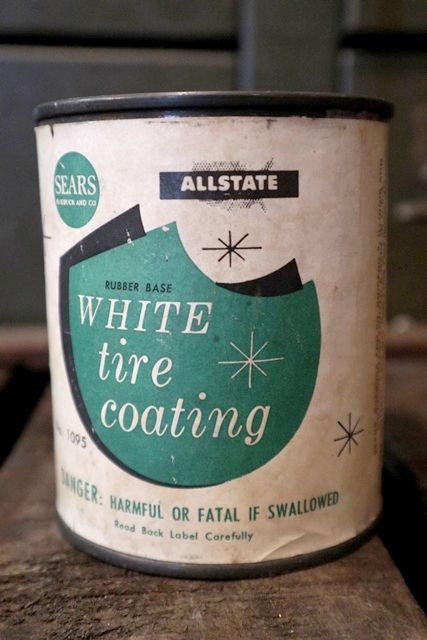 SEARS
ROEBUCK AND CO
ALLSTATE
RUBBER BASE
WHITE
tire
coating
No. 1095
DANGER: HARMFUL OR FATAL IF SWALLOWED
Read Back Label Carefully